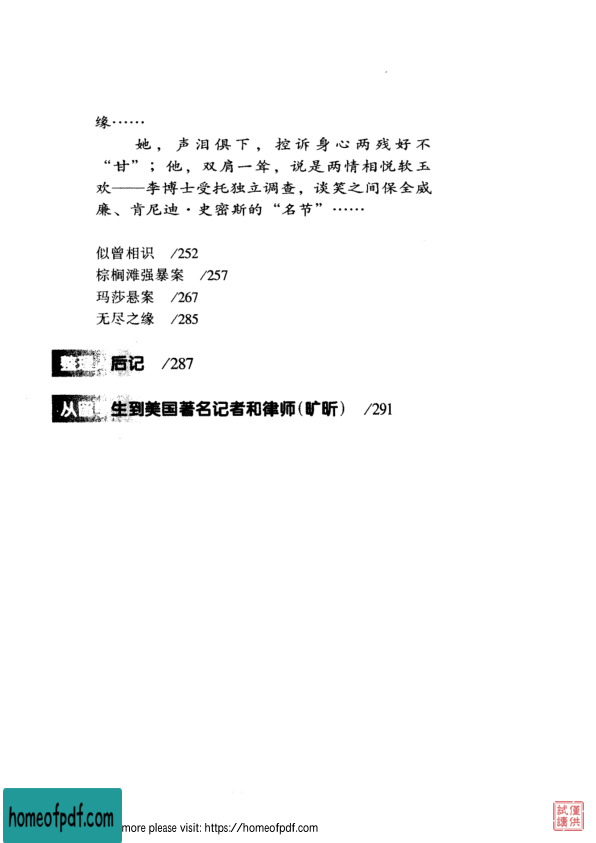 缘……
她，声泪俱下，控诉身心两残好不
“甘”；他，双肩一耸，说是两情相悦软玉
欢——李博士受托独立调查，谈笑之间保全威
廉、肯尼迪·史密斯的“名节”……
似曾相识 /252
棕榈滩强暴案 /257
玛莎悬案 /267
无尽之缘 /285
整理 后记 /287
从 生到美国著名记者和律师(旷昕) /291
homeofpdf.com
more please visit: https://homeofpdf.com
僅供
試讀